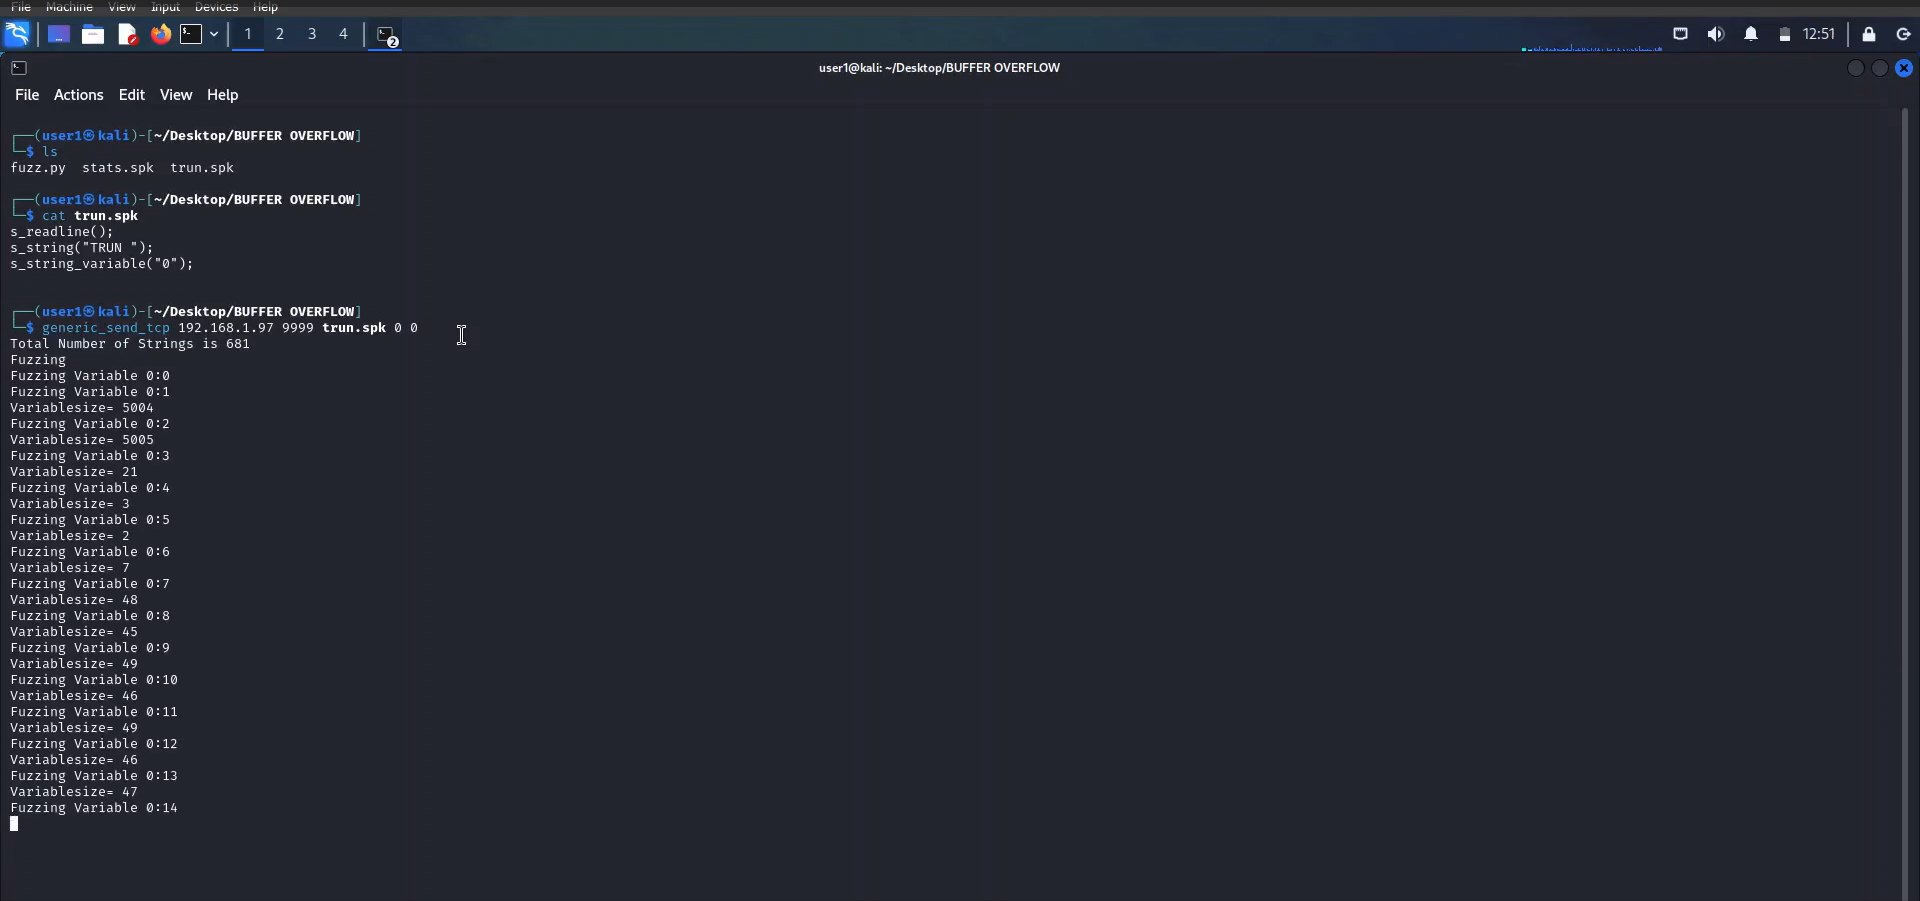 File Machine View Input Devices Help
1 2 3 4 2 12:51
user1@kali: ~/Desktop/BUFFER OVERFLOW
File Actions Edit View Help
┌──(user1㉿kali)-[~/Desktop/BUFFER OVERFLOW]
└─$ ls
fuzz.py  stats.spk  trun.spk
┌──(user1㉿kali)-[~/Desktop/BUFFER OVERFLOW]
└─$ cat trun.spk
s_readline();
s_string("TRUN ");
s_string_variable("0");
┌──(user1㉿kali)-[~/Desktop/BUFFER OVERFLOW]
└─$ generic_send_tcp 192.168.1.97 9999 trun.spk 0 0
Total Number of Strings is 681
Fuzzing
Fuzzing Variable 0:0
Fuzzing Variable 0:1
Variablesize= 5004
Fuzzing Variable 0:2
Variablesize= 5005
Fuzzing Variable 0:3
Variablesize= 21
Fuzzing Variable 0:4
Variablesize= 3
Fuzzing Variable 0:5
Variablesize= 2
Fuzzing Variable 0:6
Variablesize= 7
Fuzzing Variable 0:7
Variablesize= 48
Fuzzing Variable 0:8
Variablesize= 45
Fuzzing Variable 0:9
Variablesize= 49
Fuzzing Variable 0:10
Variablesize= 46
Fuzzing Variable 0:11
Variablesize= 49
Fuzzing Variable 0:12
Variablesize= 46
Fuzzing Variable 0:13
Variablesize= 47
Fuzzing Variable 0:14